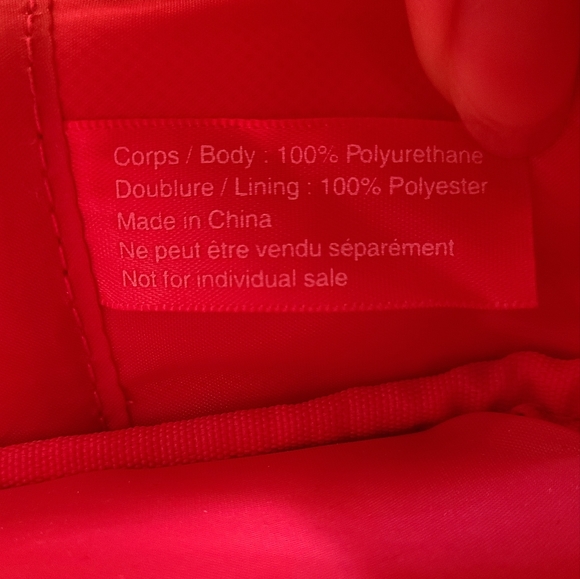 Corps / Body : 100% Polyurethane
Doublure / Lining : 100% Polyester
Made in China
Ne peut être vendu séparément
Not for individual sale